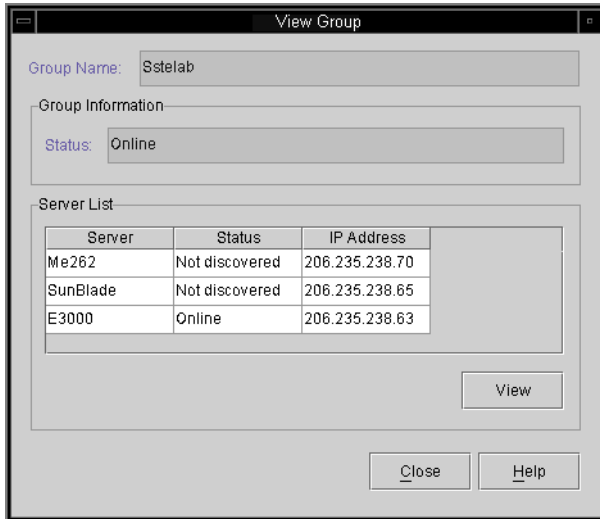 View Group
Group Name: Sstelab
Group Information
Status: Online
Server List
Server Status IP Address
Me262 Not discovered 206.235.238.70
SunBlade Not discovered 206.235.238.65
E3000 Online 206.235.238.63
View
Close Help